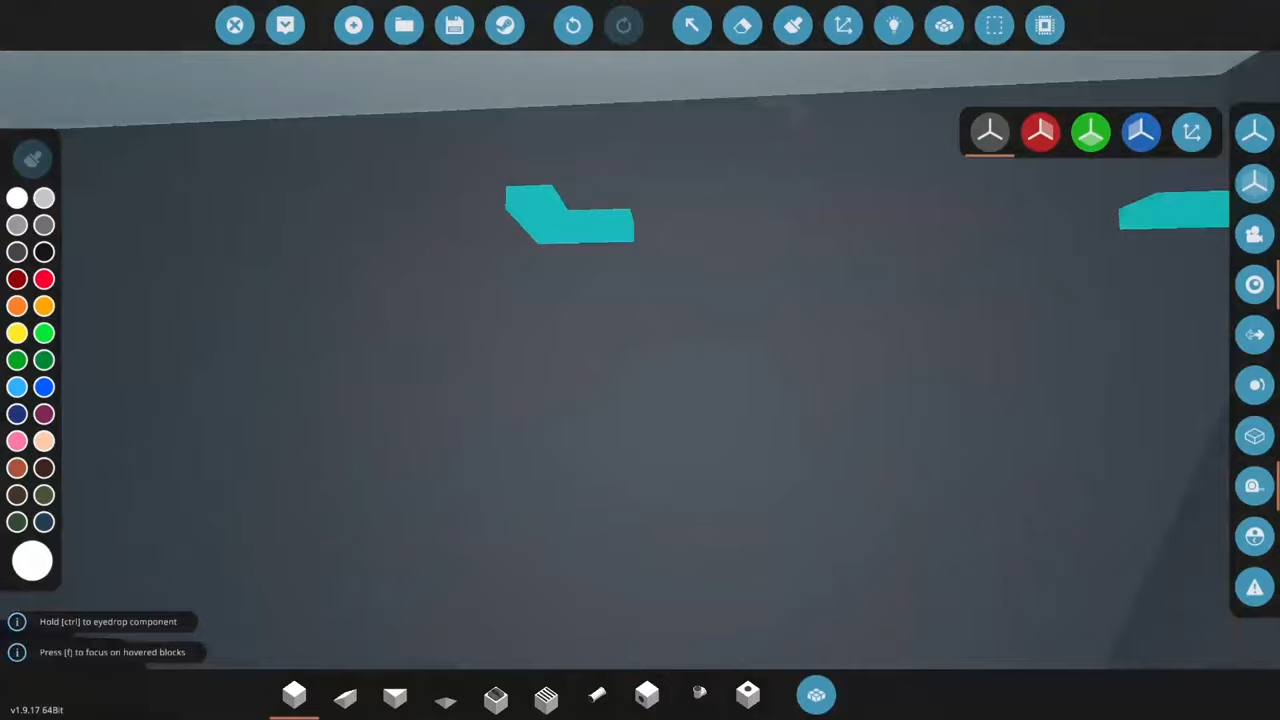 Hold [ctrl] to eyedrop component
Press [f] to focus on hovered blocks
v1.9.17 64Bit